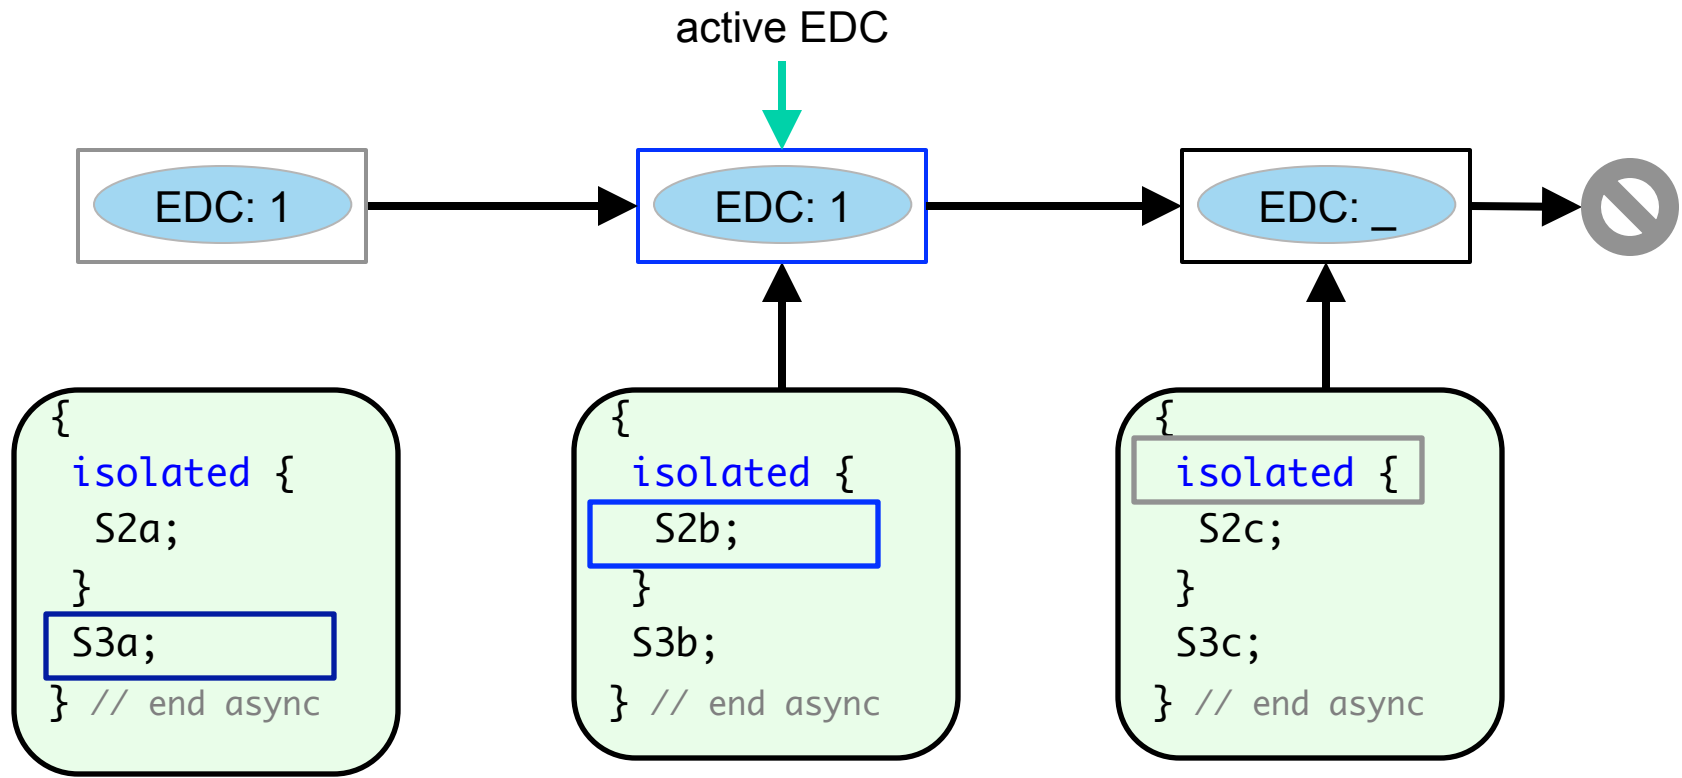 active EDC
EDC: 1
EDC: 1
EDC: _
{
isolated {
S2a;
}
S3a;
} // end async
{
isolated {
S2b;
}
S3b;
} // end async
{
isolated {
S2c;
}
S3c;
} // end async